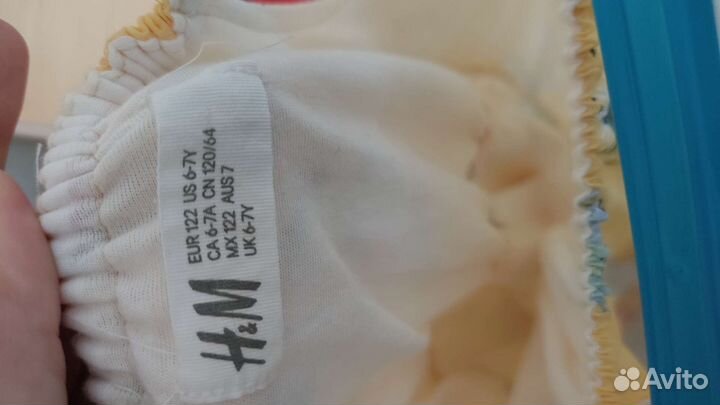 EUR 122 US 6-7Y
CA 6-7A CN 120/64
MX 122 AUS 7
UK 6-7Y
H&M
Avito